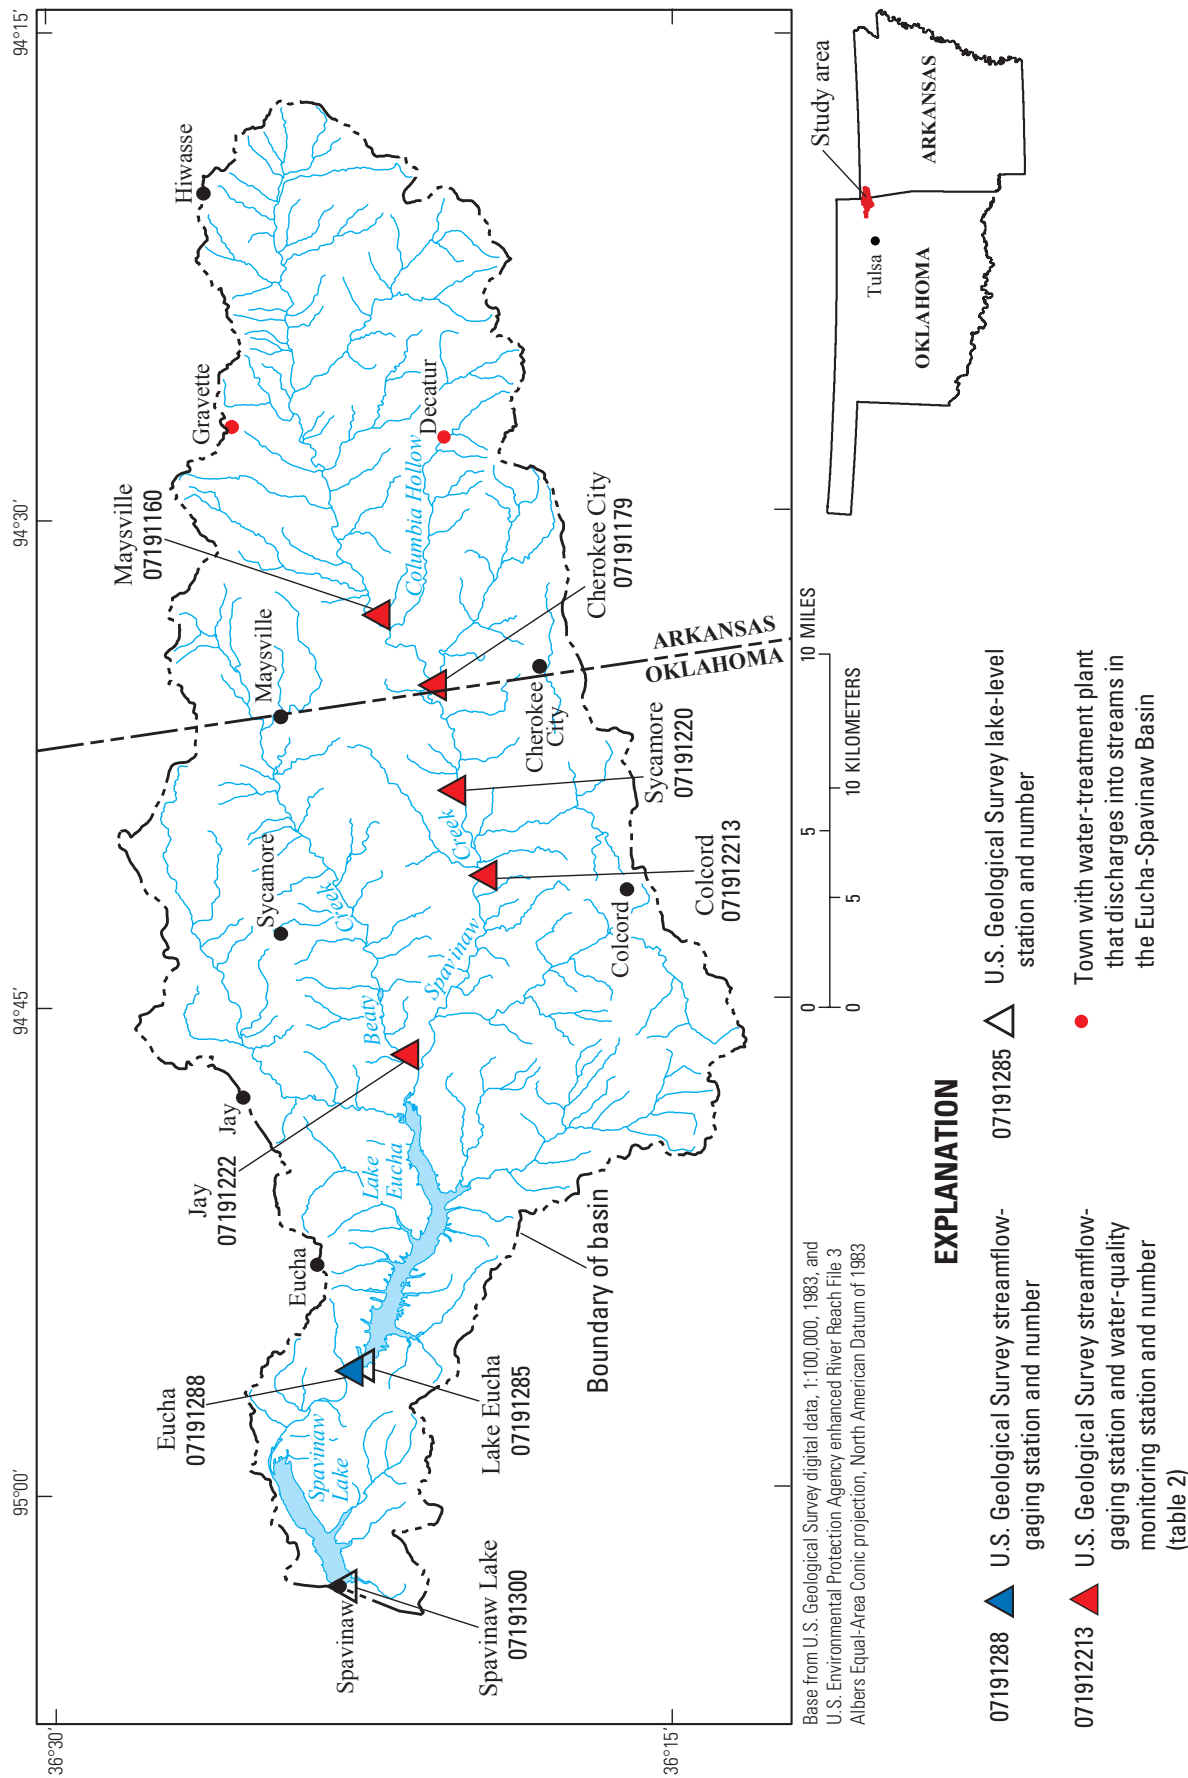 95°00'
94°45'
94°30'
94°15'
36°30'
36°15'
Hiwasse
Gravette
Decatur
Columbia Hollow
Maysville
07191160
Cherokee City
07191179
Maysville
ARKANSAS
OKLAHOMA
Cherokee
City
Sycamore
07191220
Sycamore
Creek
Beaty
Creek
Spavinaw
Colcord
071912213
Colcord
Jay
Jay
07191222
Lake
Eucha
Eucha
Eucha
07191288
Lake Eucha
07191285
Boundary of basin
Spavinaw
Lake
Spavinaw
Spavinaw Lake
07191300
Base from U.S. Geological Survey digital data, 1:100,000, 1983, and
U.S. Environmental Protection Agency enhanced River Reach File 3
Albers Equal-Area Conic projection, North American Datum of 1983
0 5 10 MILES
0 5 10 KILOMETERS
Study area
Tulsa
OKLAHOMA
ARKANSAS
EXPLANATION
07191288
U.S. Geological Survey streamflow-
gaging station and number
071912213
U.S. Geological Survey streamflow-
gaging station and water-quality
monitoring station and number
(table 2)
07191285
U.S. Geological Survey lake-level
station and number
Town with water-treatment plant
that discharges into streams in
the Eucha-Spavinaw Basin